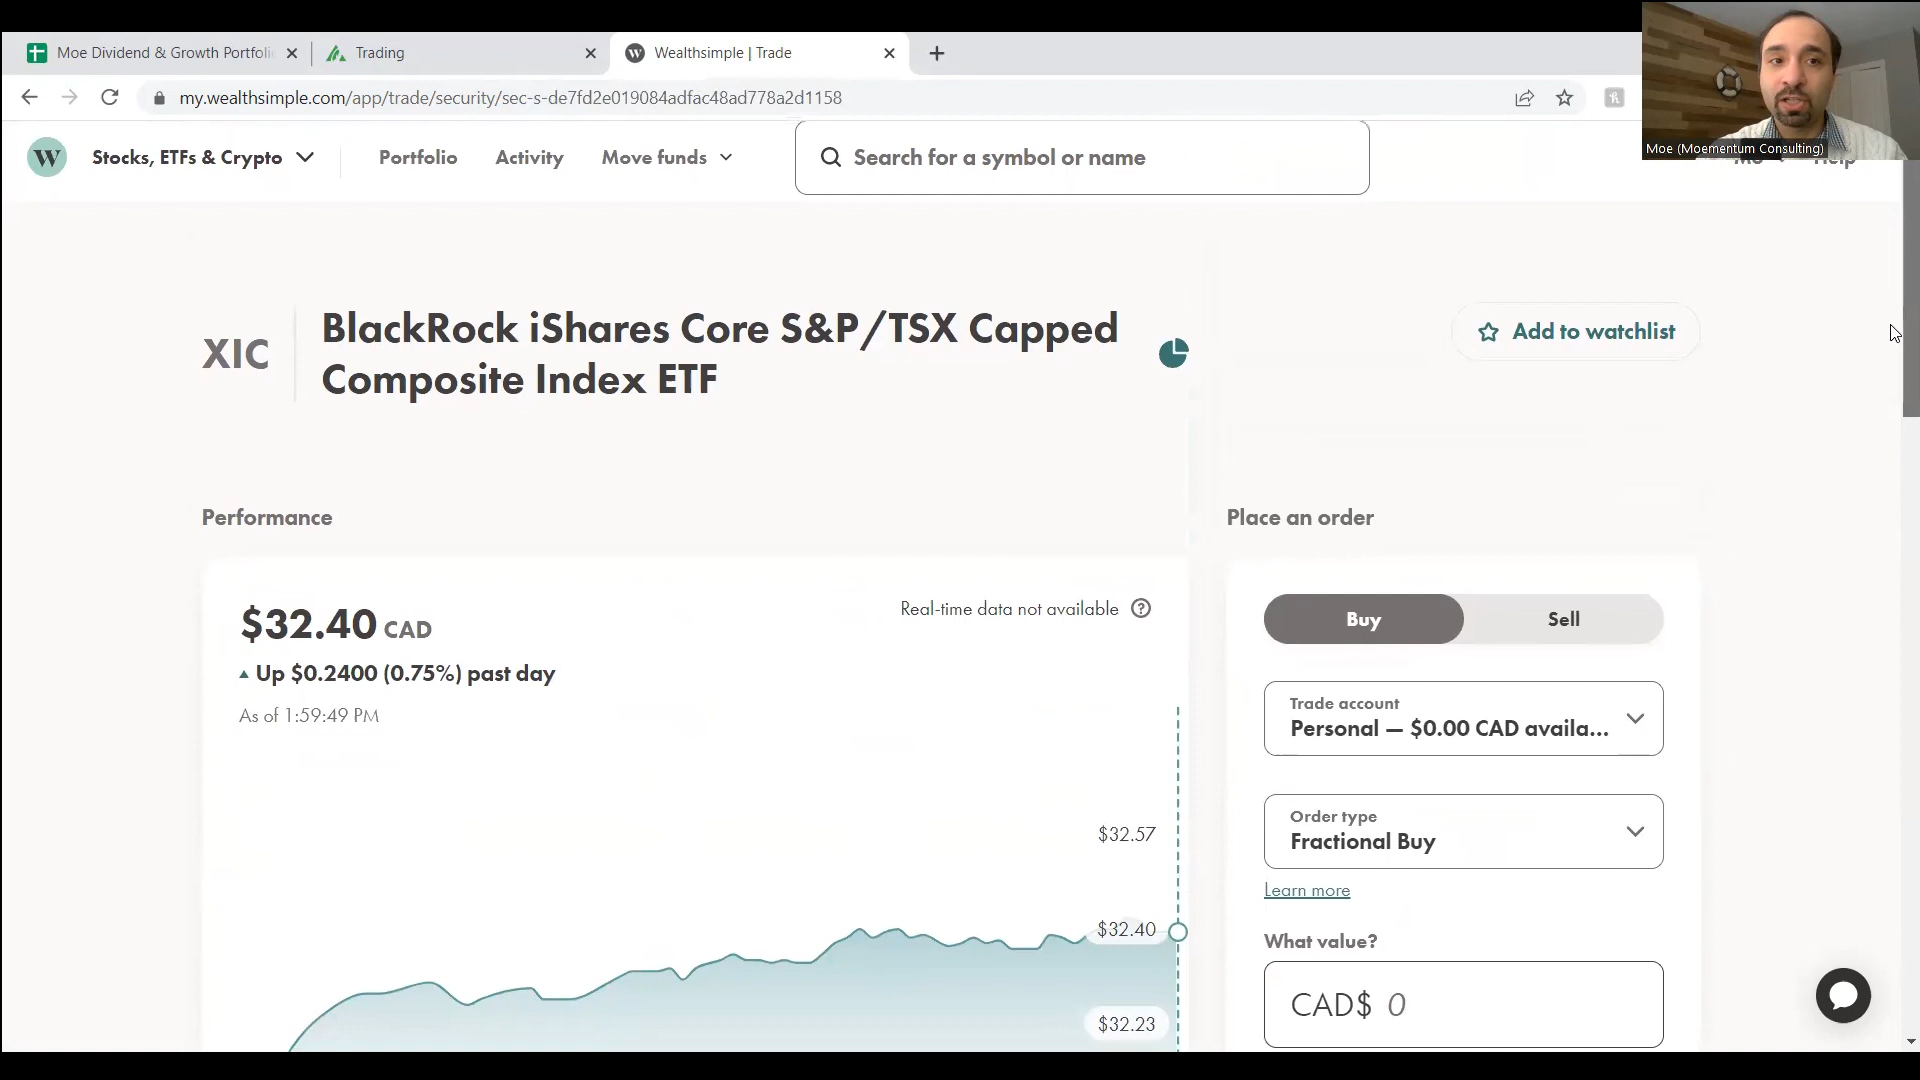 Moe Dividend & Growth Portfoli
Trading
Wealthsimple | Trade
my.wealthsimple.com/app/trade/security/sec-s-de7fd2e019084adfac48ad778a2d1158
Moe (Moementum Consulting)
W
Stocks, ETFs & Crypto
Portfolio
Activity
Move funds
Search for a symbol or name
Mo
Help
XIC
BlackRock iShares Core S&P/TSX Capped
Composite Index ETF
Add to watchlist
Performance
Place an order
$32.40 CAD
Real-time data not available
Up $0.2400 (0.75%) past day
As of 1:59:49 PM
$32.57
$32.40
$32.23
Buy
Sell
Trade account
Personal — $0.00 CAD availa...
Order type
Fractional Buy
Learn more
What value?
CAD$ 0